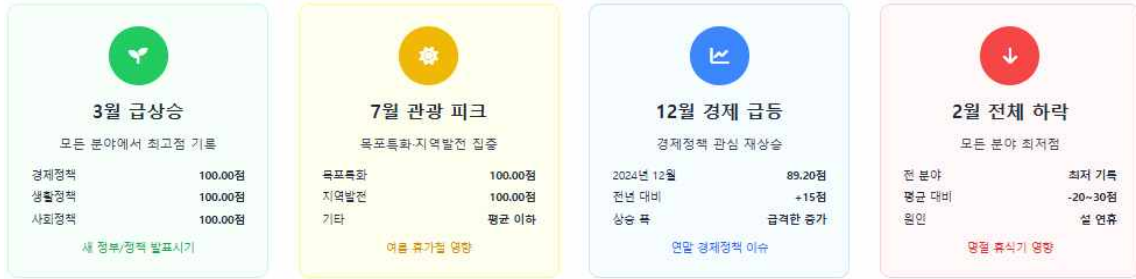 3월 급상승
모든 분야에서 최고점 기록
경제정책 100.00점
생활정책 100.00점
사회정책 100.00점
새 정부/정책 발표시기
7월 관광 피크
목포특화·지역발전 집중
목포특화 100.00점
지역발전 100.00점
기타 평균 이하
여름 휴가철 영향
12월 경제 급등
경제정책 관심 재상승
2024년 12월 89.20점
전년 대비 +15점
상승 폭 급격한 증가
연말 경제정책 이슈
2월 전체 하락
모든 분야 최저점
전 분야 최저 기록
평균 대비 -20~30점
원인 설 연휴
명절 휴식기 영향